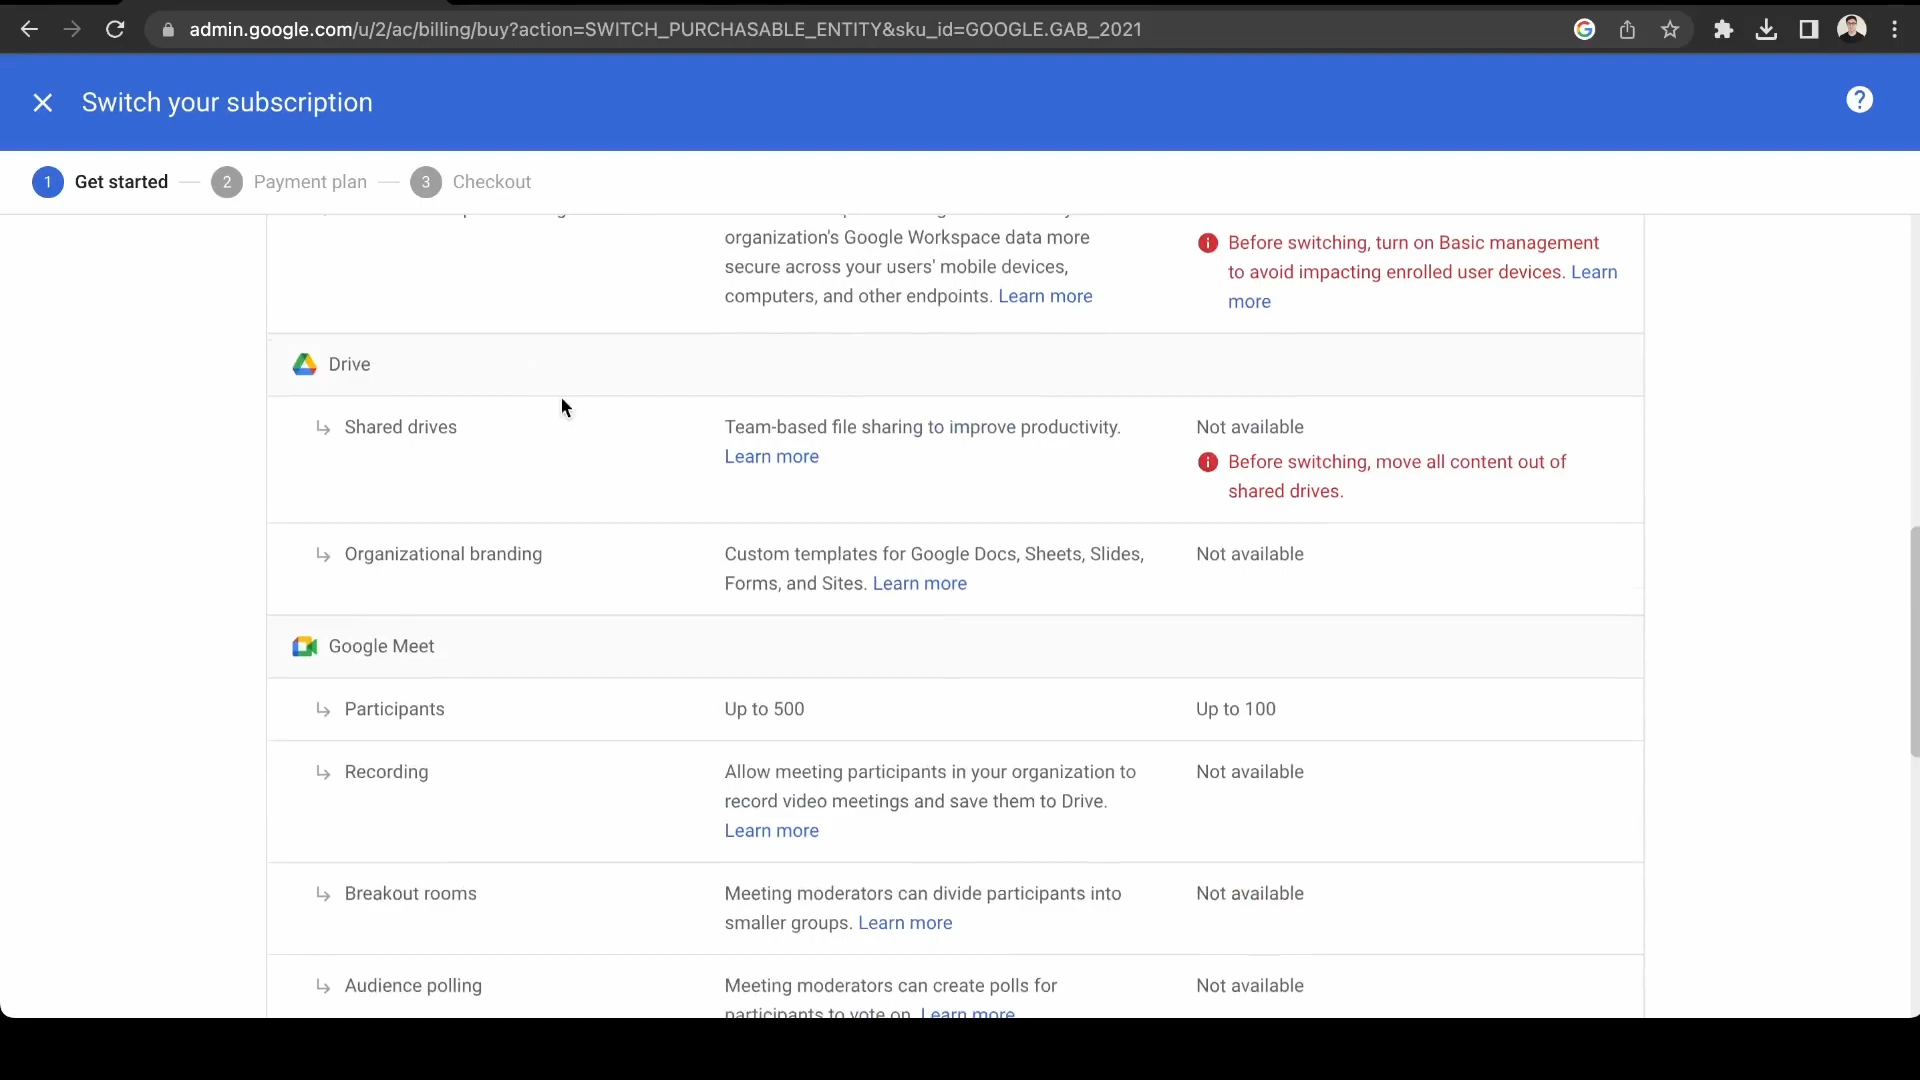 admin.google.com/u/2/ac/billing/buy?action=SWITCH_PURCHASABLE_ENTITY&sku_id=GOOGLE.GAB_2021
Switch your subscription
?
1 Get started
2 Payment plan
3 Checkout
organization's Google Workspace data more
secure across your users' mobile devices,
computers, and other endpoints. Learn more
Before switching, turn on Basic management
to avoid impacting enrolled user devices. Learn
more
Drive
Shared drives
Team-based file sharing to improve productivity.
Learn more
Not available
Before switching, move all content out of
shared drives.
Organizational branding
Custom templates for Google Docs, Sheets, Slides,
Forms, and Sites. Learn more
Not available
Google Meet
Participants
Up to 500
Up to 100
Recording
Allow meeting participants in your organization to
record video meetings and save them to Drive.
Learn more
Not available
Breakout rooms
Meeting moderators can divide participants into
smaller groups. Learn more
Not available
Audience polling
Meeting moderators can create polls for
participants to vote on. Learn more
Not available